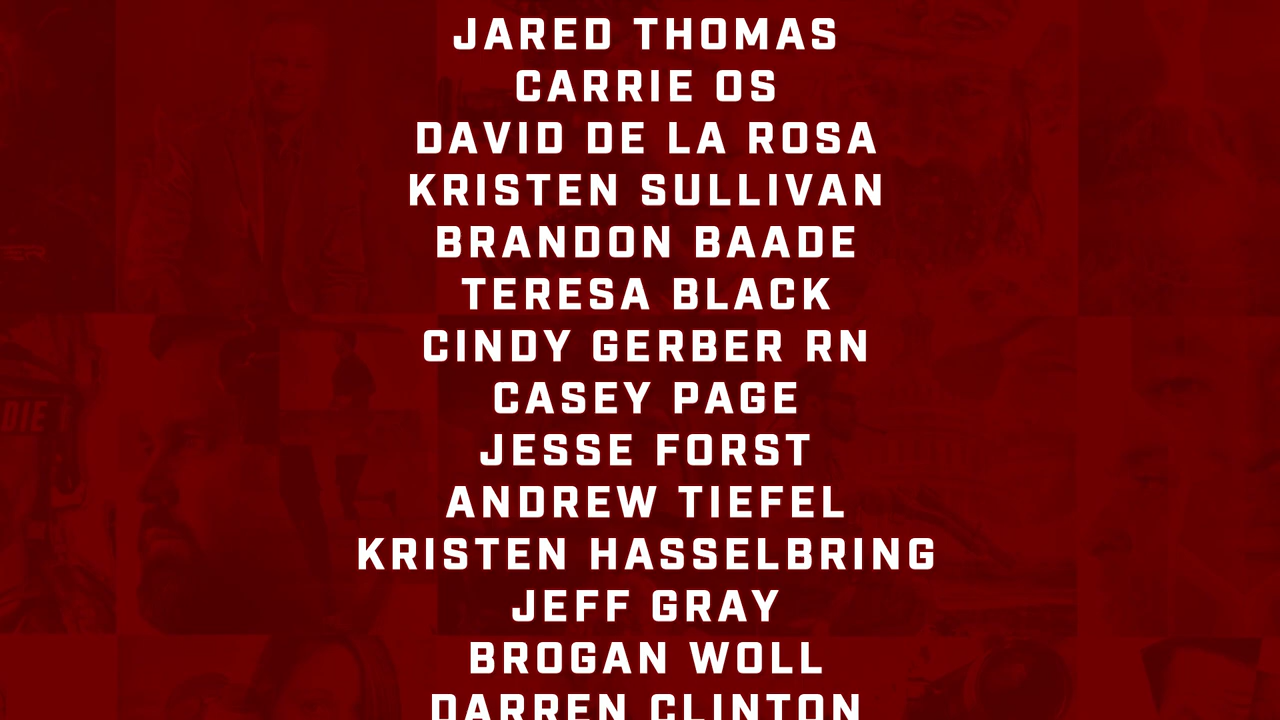 JARED THOMAS
CARRIE OS
DAVID DE LA ROSA
KRISTEN SULLIVAN
BRANDON BAADE
TERESA BLACK
CINDY GERBER RN
CASEY PAGE
DIE
JESSE FORST
ANDREW TIEFEL
KRISTEN HASSELBRING
JEFF GRAY
BROGAN WOLL
DARREN CLINTON